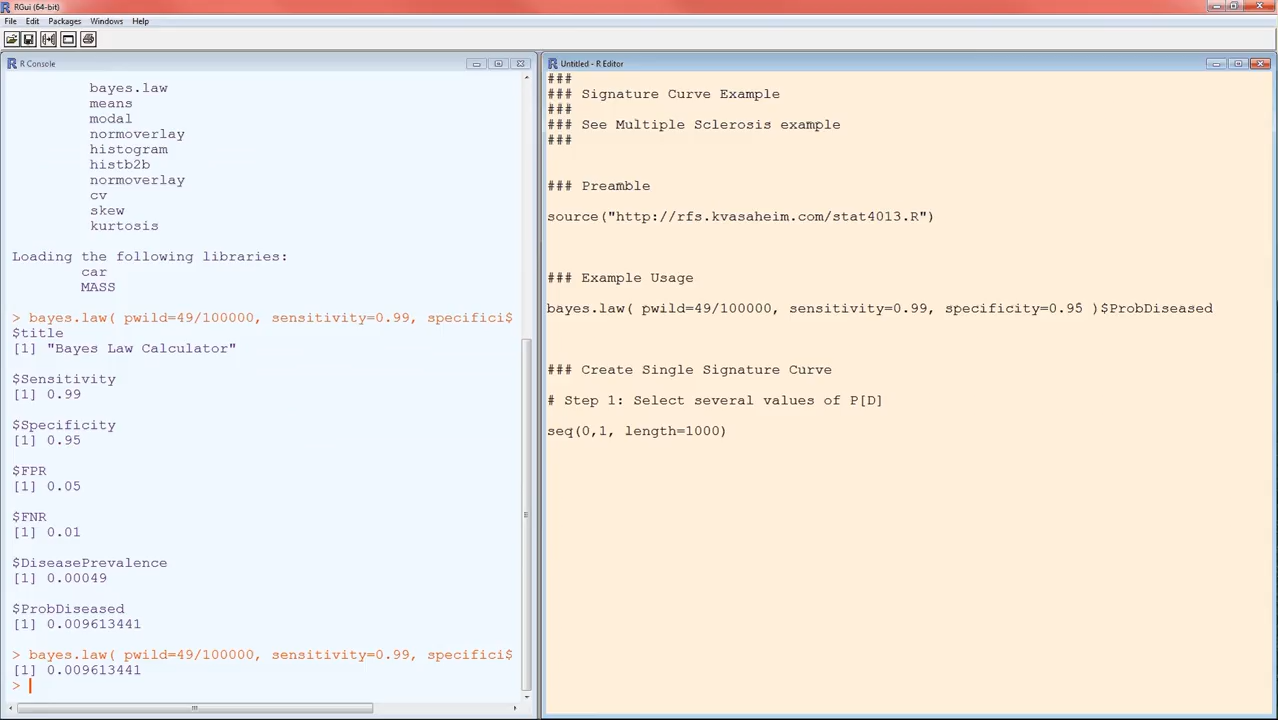 RGui (64-bit)
File Edit Packages Windows Help
R Console
bayes.law
means
modal
normoverlay
histogram
histb2b
normoverlay
cv
skew
kurtosis
Loading the following libraries:
car
MASS
> bayes.law( pwild=49/100000, sensitivity=0.99, specifici$
$title
[1] "Bayes Law Calculator"
$Sensitivity
[1] 0.99
$Specificity
[1] 0.95
$FPR
[1] 0.05
$FNR
[1] 0.01
$DiseasePrevalence
[1] 0.00049
$ProbDiseased
[1] 0.009613441
> bayes.law( pwild=49/100000, sensitivity=0.99, specifici$
[1] 0.009613441
>
Untitled - R Editor
###
### Signature Curve Example
###
### See Multiple Sclerosis example
###
### Preamble
source("http://rfs.kvasaheim.com/stat4013.R")
### Example Usage
bayes.law( pwild=49/100000, sensitivity=0.99, specificity=0.95 )$ProbDiseased
### Create Single Signature Curve
# Step 1: Select several values of P[D]
seq(0,1, length=1000)